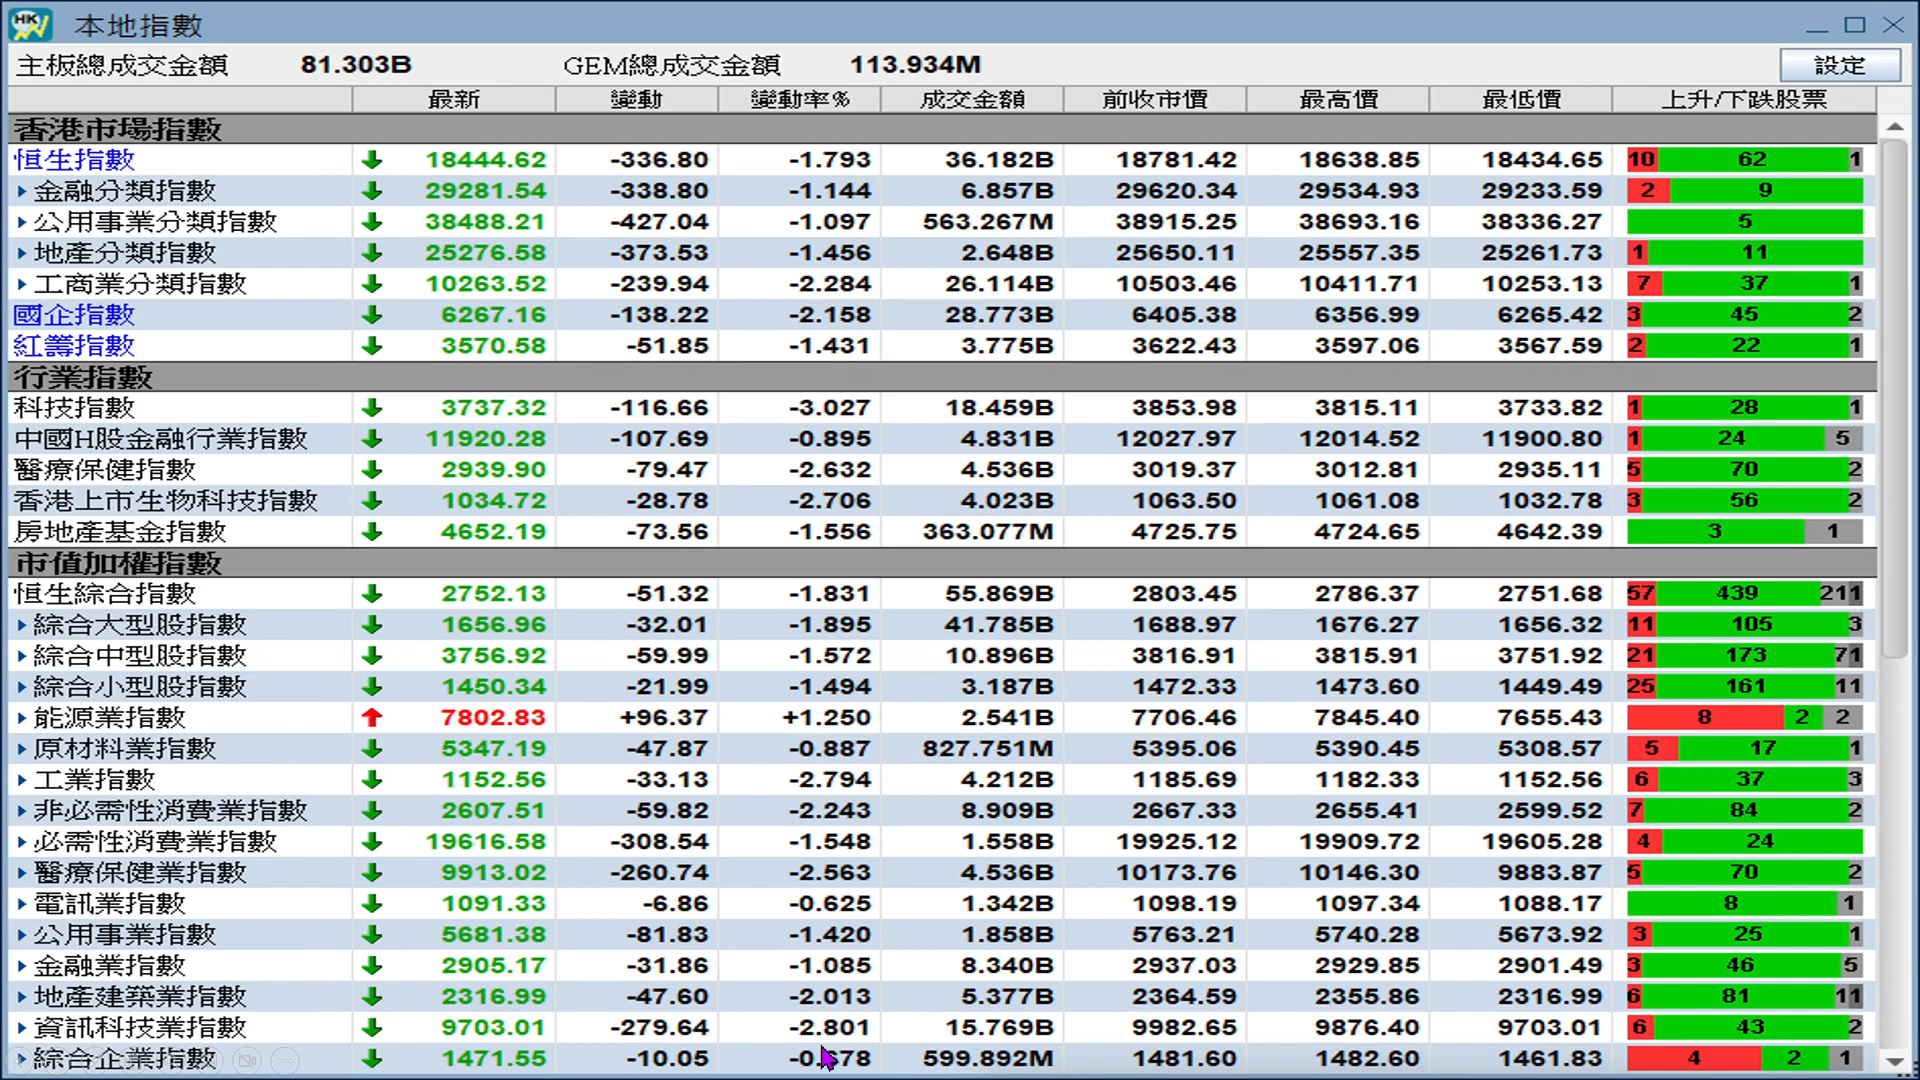 HK 本地指數
主板總成交金額 81.303B GEM總成交金額 113.934M 設定
最新 變動 變動率% 成交金額 前收市價 最高價 最低價 上升/下跌股票
香港市場指數
恒生指數 18444.62 -336.80 -1.793 36.182B 18781.42 18638.85 18434.65 10 62 1
金融分類指數 29281.54 -338.80 -1.144 6.857B 29620.34 29534.93 29233.59 2 9
公用事業分類指數 38488.21 -427.04 -1.097 563.267M 38915.25 38693.16 38336.27 5
地產分類指數 25276.58 -373.53 -1.456 2.648B 25650.11 25557.35 25261.73 1 11
工商業分類指數 10263.52 -239.94 -2.284 26.114B 10503.46 10411.71 10253.13 7 37 1
國企指數 6267.16 -138.22 -2.158 28.773B 6405.38 6356.99 6265.42 3 45 2
紅籌指數 3570.58 -51.85 -1.431 3.775B 3622.43 3597.06 3567.59 2 22 1
行業指數
科技指數 3737.32 -116.66 -3.027 18.459B 3853.98 3815.11 3733.82 1 28 1
中國H股金融行業指數 11920.28 -107.69 -0.895 4.831B 12027.97 12014.52 11900.80 1 24 5
醫療保健指數 2939.90 -79.47 -2.632 4.536B 3019.37 3012.81 2935.11 5 70 2
香港上市生物科技指數 1034.72 -28.78 -2.706 4.023B 1063.50 1061.08 1032.78 3 56 2
房地產基金指數 4652.19 -73.56 -1.556 363.077M 4725.75 4724.65 4642.39 3 1
市值加權指數
恒生綜合指數 2752.13 -51.32 -1.831 55.869B 2803.45 2786.37 2751.68 57 439 21 1
綜合大型股指數 1656.96 -32.01 -1.895 41.785B 1688.97 1676.27 1656.32 11 105 3
綜合中型股指數 3756.92 -59.99 -1.572 10.896B 3816.91 3815.91 3751.92 21 173 7 1
綜合小型股指數 1450.34 -21.99 -1.494 3.187B 1472.33 1473.60 1449.49 25 161 11
能源業指數 7802.83 +96.37 +1.250 2.541B 7706.46 7845.40 7655.43 8 2 2
原材料業指數 5347.19 -47.87 -0.887 827.751M 5395.06 5390.45 5308.57 5 17 1
工業指數 1152.56 -33.13 -2.794 4.212B 1185.69 1182.33 1152.56 6 37 3
非必需性消費業指數 2607.51 -59.82 -2.243 8.909B 2667.33 2655.41 2599.52 7 84 2
必需性消費業指數 19616.58 -308.54 -1.548 1.558B 19925.12 19909.72 19605.28 4 24
醫療保健業指數 9913.02 -260.74 -2.563 4.536B 10173.76 10146.30 9883.87 5 70 2
電訊業指數 1091.33 -6.86 -0.625 1.342B 1098.19 1097.34 1088.17 8 1
公用事業指數 5681.38 -81.83 -1.420 1.858B 5763.21 5740.28 5673.92 3 25 1
金融業指數 2905.17 -31.86 -1.085 8.340B 2937.03 2929.85 2901.49 3 46 5
地產建築業指數 2316.99 -47.60 -2.013 5.377B 2364.59 2355.86 2316.99 6 81 1 1
資訊科技業指數 9703.01 -279.64 -2.801 15.769B 9982.65 9876.40 9703.01 6 43 2
綜合企業指數 1471.55 -10.05 599.892M 1481.60 1482.60 1461.83 4 2 1